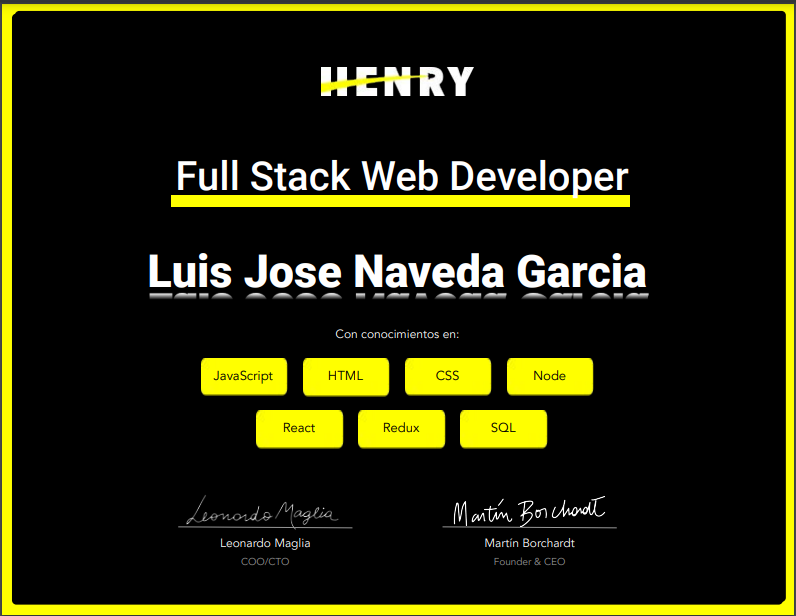 HENRY
Full Stack Web Developer
Luis Jose Naveda Garcia
Con conocimientos en:
JavaScript HTML CSS Node
React Redux SQL
Leonardo Maglia Martín Borchardt
Leonardo Maglia Martín Borchardt
COO/CTO Founder & CEO